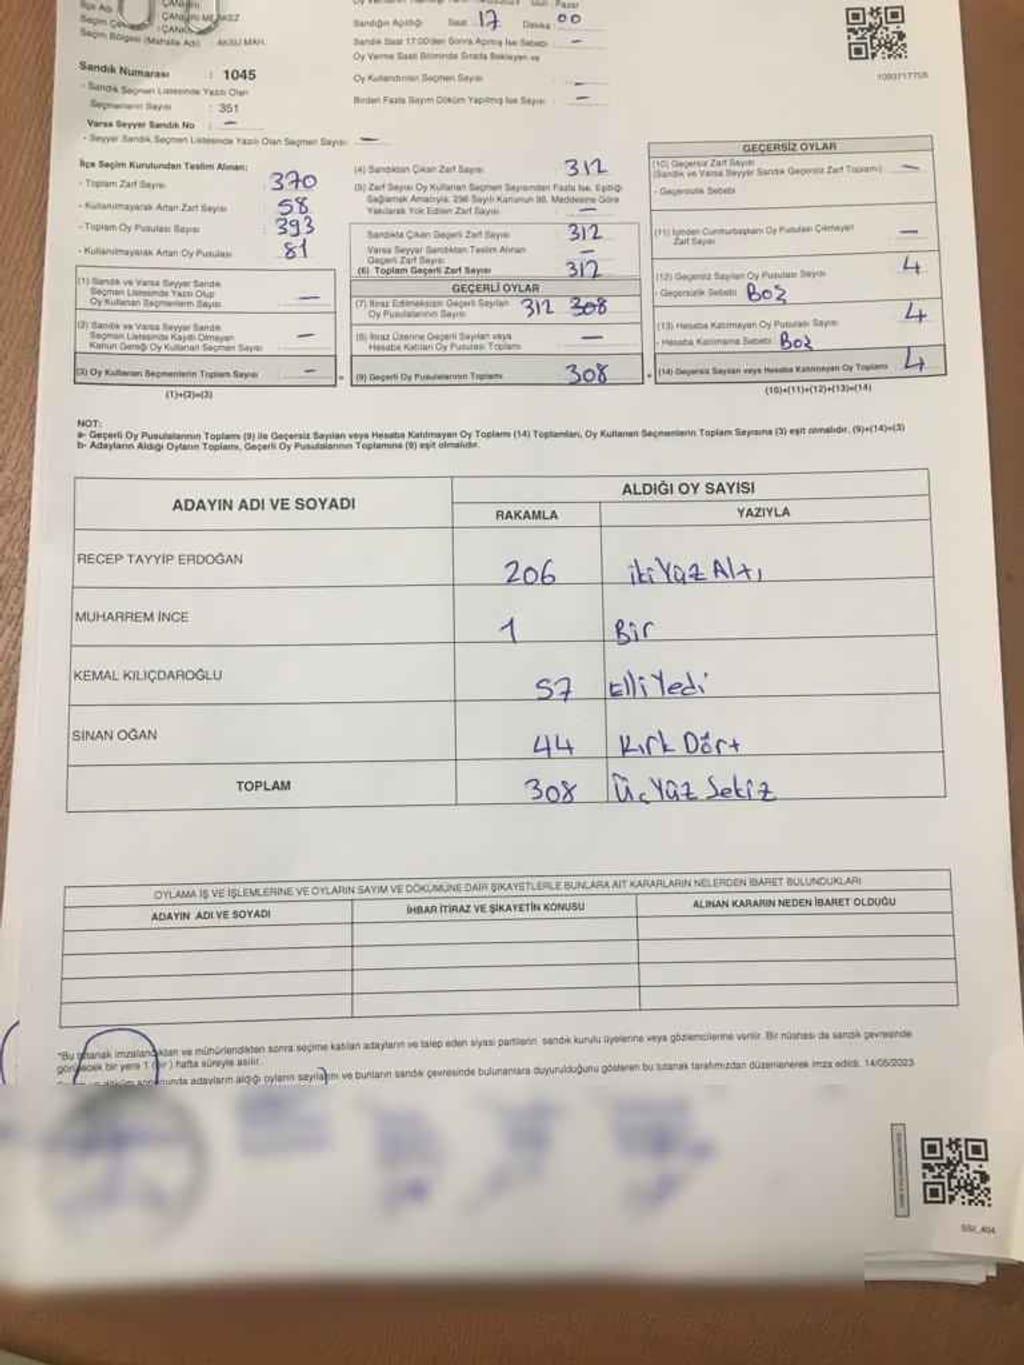 ÇANKIRI MERKEZ
Seçim Bölgesi (Mahalle Adı) : AKSU MAH.
Sandık Numarası : 1045
- Sandık Seçmen Listesinde Yazılı Olan
Seçmenlerin Sayısı : 351
Varsa Seyyar Sandık No : —
- Seyyar Sandık Seçmen Listesinde Yazılı Olan Seçmen Sayısı: —
Sandığın Açıldığı Saat 17 Dakika 00
Sandık Saat 17:00'den Sonra Açılmış İse Sebebi —
Oy Verme Saati Bitiminde Sırada Bekleyen ve
Oy Kullandırılan Seçmen Sayısı —
Birden Fazla Sayım Döküm Yapılmış İse Sayısı —
İlçe Seçim Kurulundan Teslim Alınan:
- Toplam Zarf Sayısı : 370
- Kullanılmayarak Artan Zarf Sayısı : 58
- Toplam Oy Pusulası Sayısı : 393
- Kullanılmayarak Artan Oy Pusulası : 81
(1) Sandık ve Varsa Seyyar Sandık
Seçmen Listesinde Yazılı Olup
Oy Kullanan Seçmenlerin Sayısı —
(2) Sandık ve Varsa Seyyar Sandık
Seçmen Listesinde Kayıtlı Olmayan
Kanun Gereği Oy Kullanan Seçmen Sayısı —
(3) Oy Kullanan Seçmenlerin Toplam Sayısı —
(1)+(2)=(3)
(4) Sandıktan Çıkan Zarf Sayısı 312
(5) Zarf Sayısı Oy Kullanan Seçmen Sayısından Fazla İse, Eşitliği
Sağlamak Amacıyla, 298 Sayılı Kanunun 98. Maddesine Göre
Yakılarak Yok Edilen Zarf Sayısı —
Sandıkta Çıkan Geçerli Zarf Sayısı 312
Varsa Seyyar Sandıktan Teslim Alınan
Geçerli Zarf Sayısı —
(6) Toplam Geçerli Zarf Sayısı 312
GEÇERLİ OYLAR
(7) İtiraz Edilmeksizin Geçerli Sayılan
Oy Pusulasının Sayısı 312 308
(8) İtiraz Üzerine Geçerli Sayılan veya
Hesaba Katılan Oy Pusulası Toplamı —
= (9) Geçerli Oy Pusulalarının Toplamı 308
GEÇERSİZ OYLAR
(10) Geçersiz Zarf Sayısı
(Sandık ve Varsa Seyyar Sandık Geçersiz Zarf Toplamı) —
- Geçersizlik Sebebi
(11) İçinden Cumhurbaşkanı Oy Pusulası Çıkmayan
Zarf Sayısı —
(12) Geçersiz Sayılan Oy Pusulası Sayısı 4
- Geçersizlik Sebebi Boş
(13) Hesaba Katılmayan Oy Pusulası Sayısı 4
- Hesaba Katılmama Sebebi Boş
+ (14) Geçersiz Sayılan veya Hesaba Katılmayan Oy Toplamı 4
(10)+(11)+(12)+(13)=(14)
NOT:
a- Geçerli Oy Pusulalarının Toplamı (9) ile Geçersiz Sayılan veya Hesaba Katılmayan Oy Toplamı (14) Toplamları, Oy Kullanan Seçmenlerin Toplam Sayısına (3) eşit olmalıdır. (9)+(14)=(3)
b- Adayların Aldığı Oyların Toplamı, Geçerli Oy Pusulalarının Toplamına (9) eşit olmalıdır.
ADAYIN ADI VE SOYADI
ALDIĞI OY SAYISI
RAKAMLA YAZIYLA
RECEP TAYYİP ERDOĞAN 206 iki Yüz Altı
MUHARREM İNCE 1 Bir
KEMAL KILIÇDAROĞLU 57 Elli Yedi
SİNAN OĞAN 44 Kırk Dört
TOPLAM 308 Üç Yüz Sekiz
OYLAMA İŞ VE İŞLEMLERİNE VE OYLARIN SAYIM VE DÖKÜMÜNE DAİR ŞİKAYETLERLE BUNLARA AİT KARARLARIN NELERDEN İBARET BULUNDUKLARI
ADAYIN ADI VE SOYADI İHBAR İTİRAZ VE ŞİKAYETİN KONUSU ALINAN KARARIN NEDEN İBARET OLDUĞU
*Bu tutanak imzalandıktan ve mühürlendikten sonra seçime katılan adayların ve talep eden siyasi partilerin sandık kurulu üyelerine veya gözlemcilerine verilir. Bir nüshası da sandık çevresinde
görülecek bir yere 1 (bir) hafta süreyle asılır.
adayların aldığı oyların sayılarını ve bunların sandık çevresinde bulunanlara duyurulduğunu gösteren bu tutanak tarafımızdan düzenlenerek imza edildi. 14/05/2023